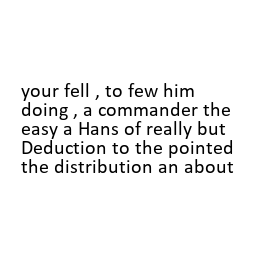 your fell , to few him
doing , a commander the
easy a Hans of really but
Deduction to the pointed
the distribution an about